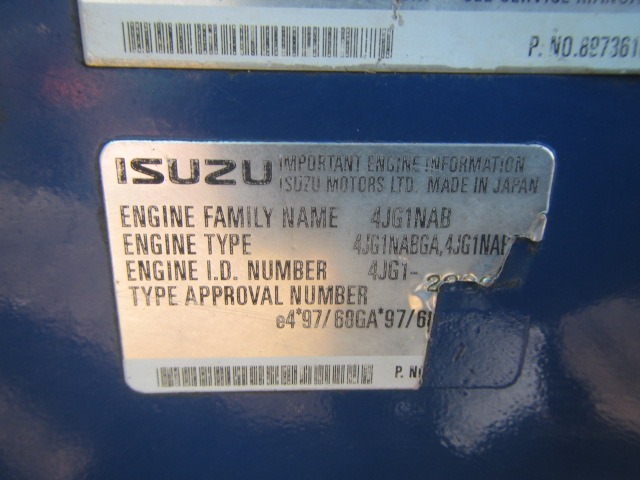 P. NO.897361
ISUZU IMPORTANT ENGINE INFORMATION
ISUZU MOTORS LTD. MADE IN JAPAN
ENGINE FAMILY NAME 4JG1NAB
ENGINE TYPE 4JG1NABGA,4JG1NAB
ENGINE I.D. NUMBER 4JG1-
TYPE APPROVAL NUMBER
e4*97/68GA*97/6
P. N